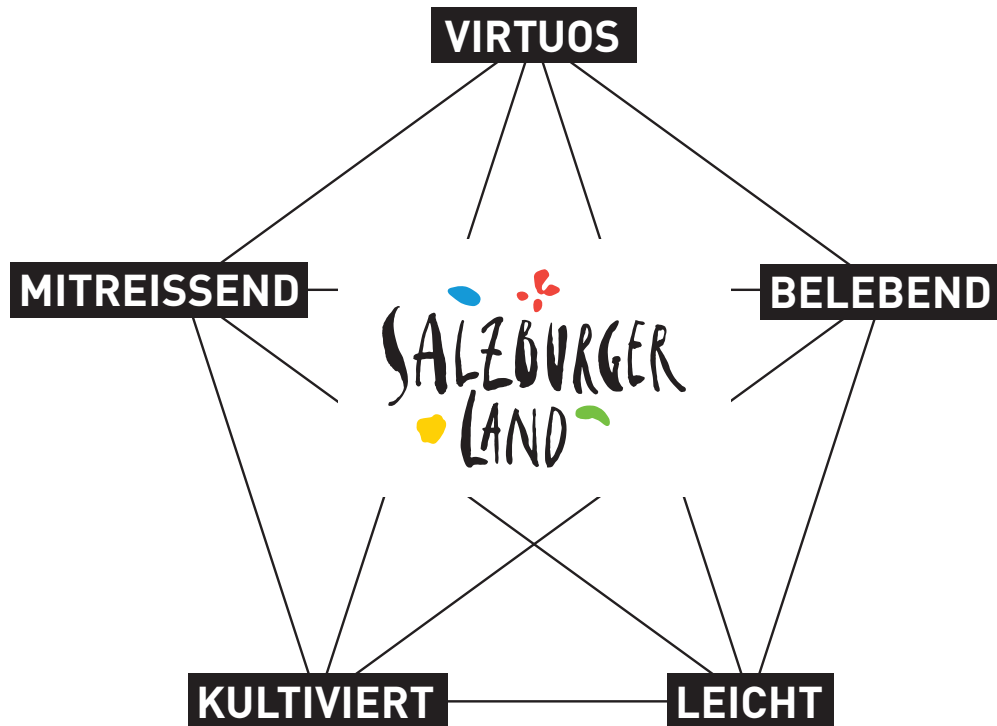 VIRTUOS
MITREISSEND
BELEBEND
SALZBURGER
LAND
KULTIVIERT
LEICHT